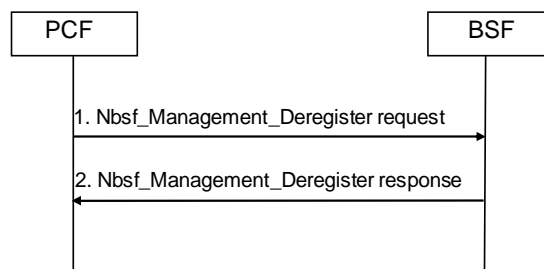 PCF
BSF
1. Nbsf_Management_Deregister request
2. Nbsf_Management_Deregister response